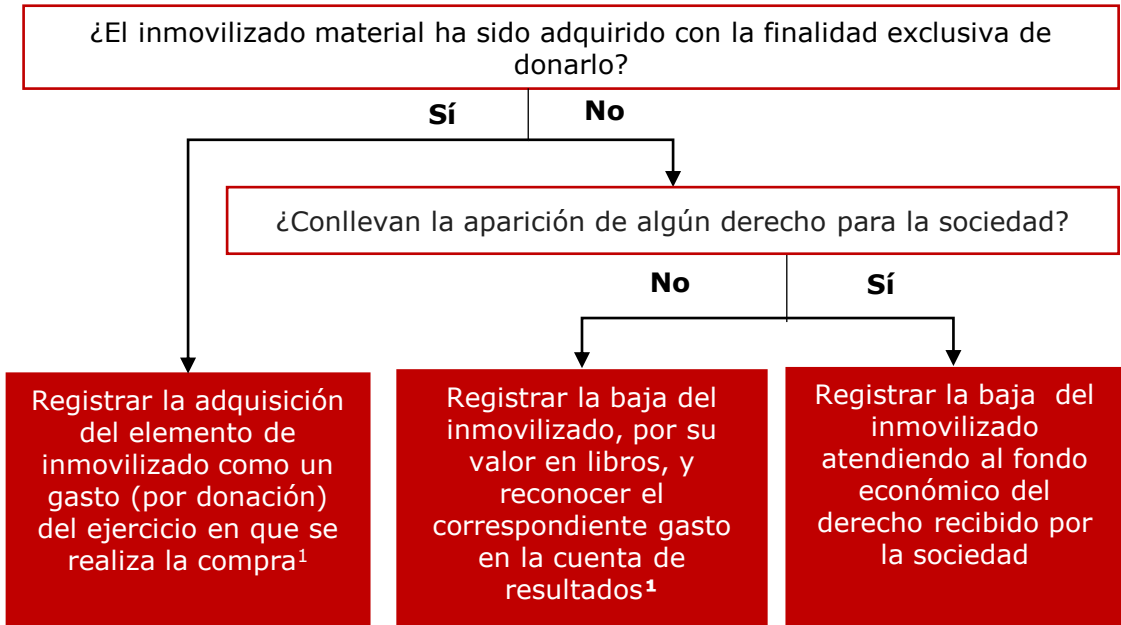 ¿El inmovilizado material ha sido adquirido con la finalidad exclusiva de
donarlo?
Sí
No
¿Conllevan la aparición de algún derecho para la sociedad?
No
Sí
Registrar la adquisición
del elemento de
inmovilizado como un
gasto (por donación)
del ejercicio en que se
realiza la compra¹
Registrar la baja del
inmovilizado, por su
valor en libros, y
reconocer el
correspondiente gasto
en la cuenta de
resultados¹
Registrar la baja del
inmovilizado
atendiendo al fondo
económico del
derecho recibido por
la sociedad